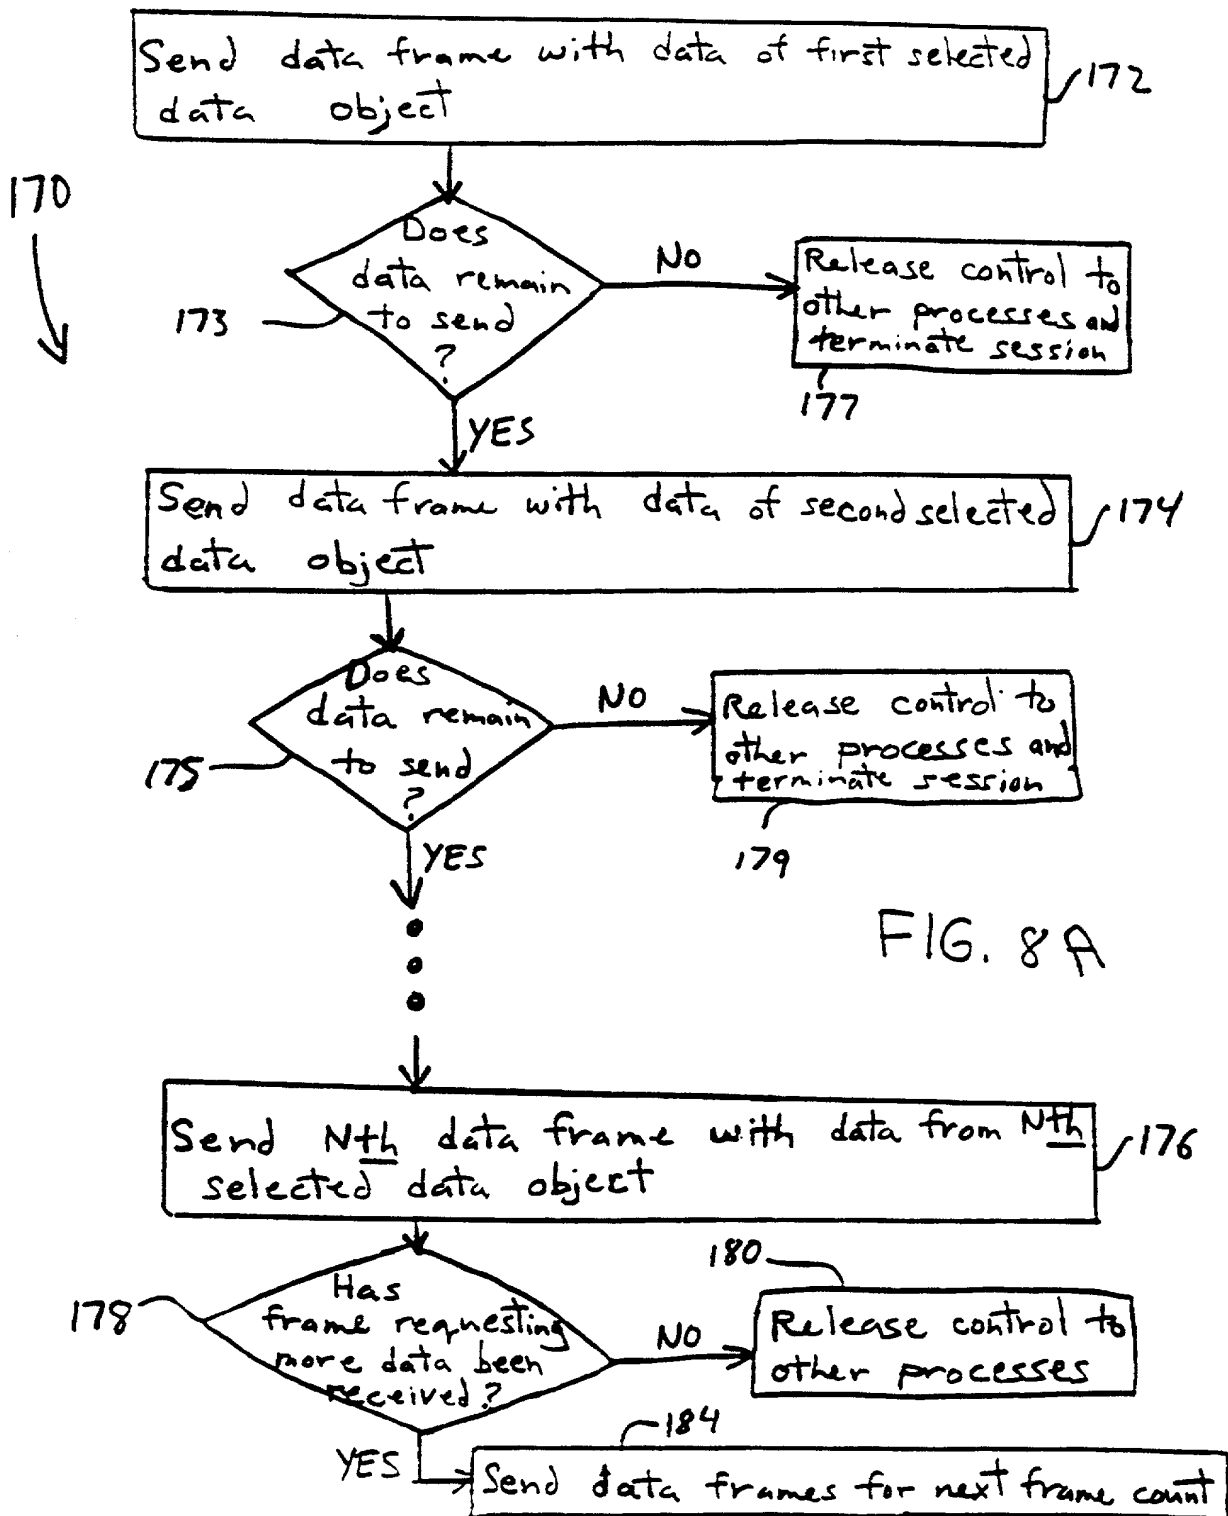 Send data frame with data of first selected
data object
172
170
Does
data remain
to send
?
173
NO
Release control to
other processes and
terminate session
177
YES
Send data frame with data of second selected
data object
174
Does
data remain
to send
?
175
NO
Release control to
other processes and
terminate session
179
YES
FIG. 8A
Send Nth data frame with data from Nth
selected data object
176
Has
frame requesting
more data been
received?
178
NO
180
Release control to
other processes
YES
184
Send data frames for next frame count